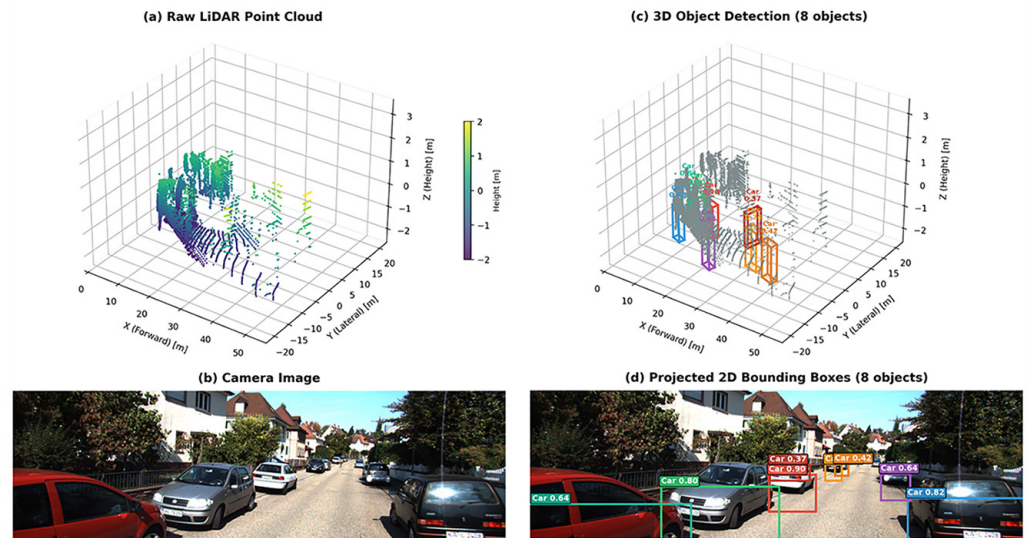 (a) Raw LiDAR Point Cloud
3
2
1
0
−1
−2
Z (Height) [m]
0
10
20
30
40
50
X (Forward) [m]
−20
−15
−10
−5
0
5
10
15
20
Y (Lateral) [m]
2
1
0
−1
−2
Height [m]
(c) 3D Object Detection (8 objects)
3
2
1
0
−1
−2
Z (Height) [m]
0
10
20
30
40
50
X (Forward) [m]
−20
−15
−10
−5
0
5
10
15
20
Y (Lateral) [m]
Car
Car
0.37
Car
0.42
(b) Camera Image
(d) Projected 2D Bounding Boxes (8 objects)
Car 0.64
Car 0.80
Car 0.37
Car 0.90
Car 0.42
Car 0.64
Car 0.82